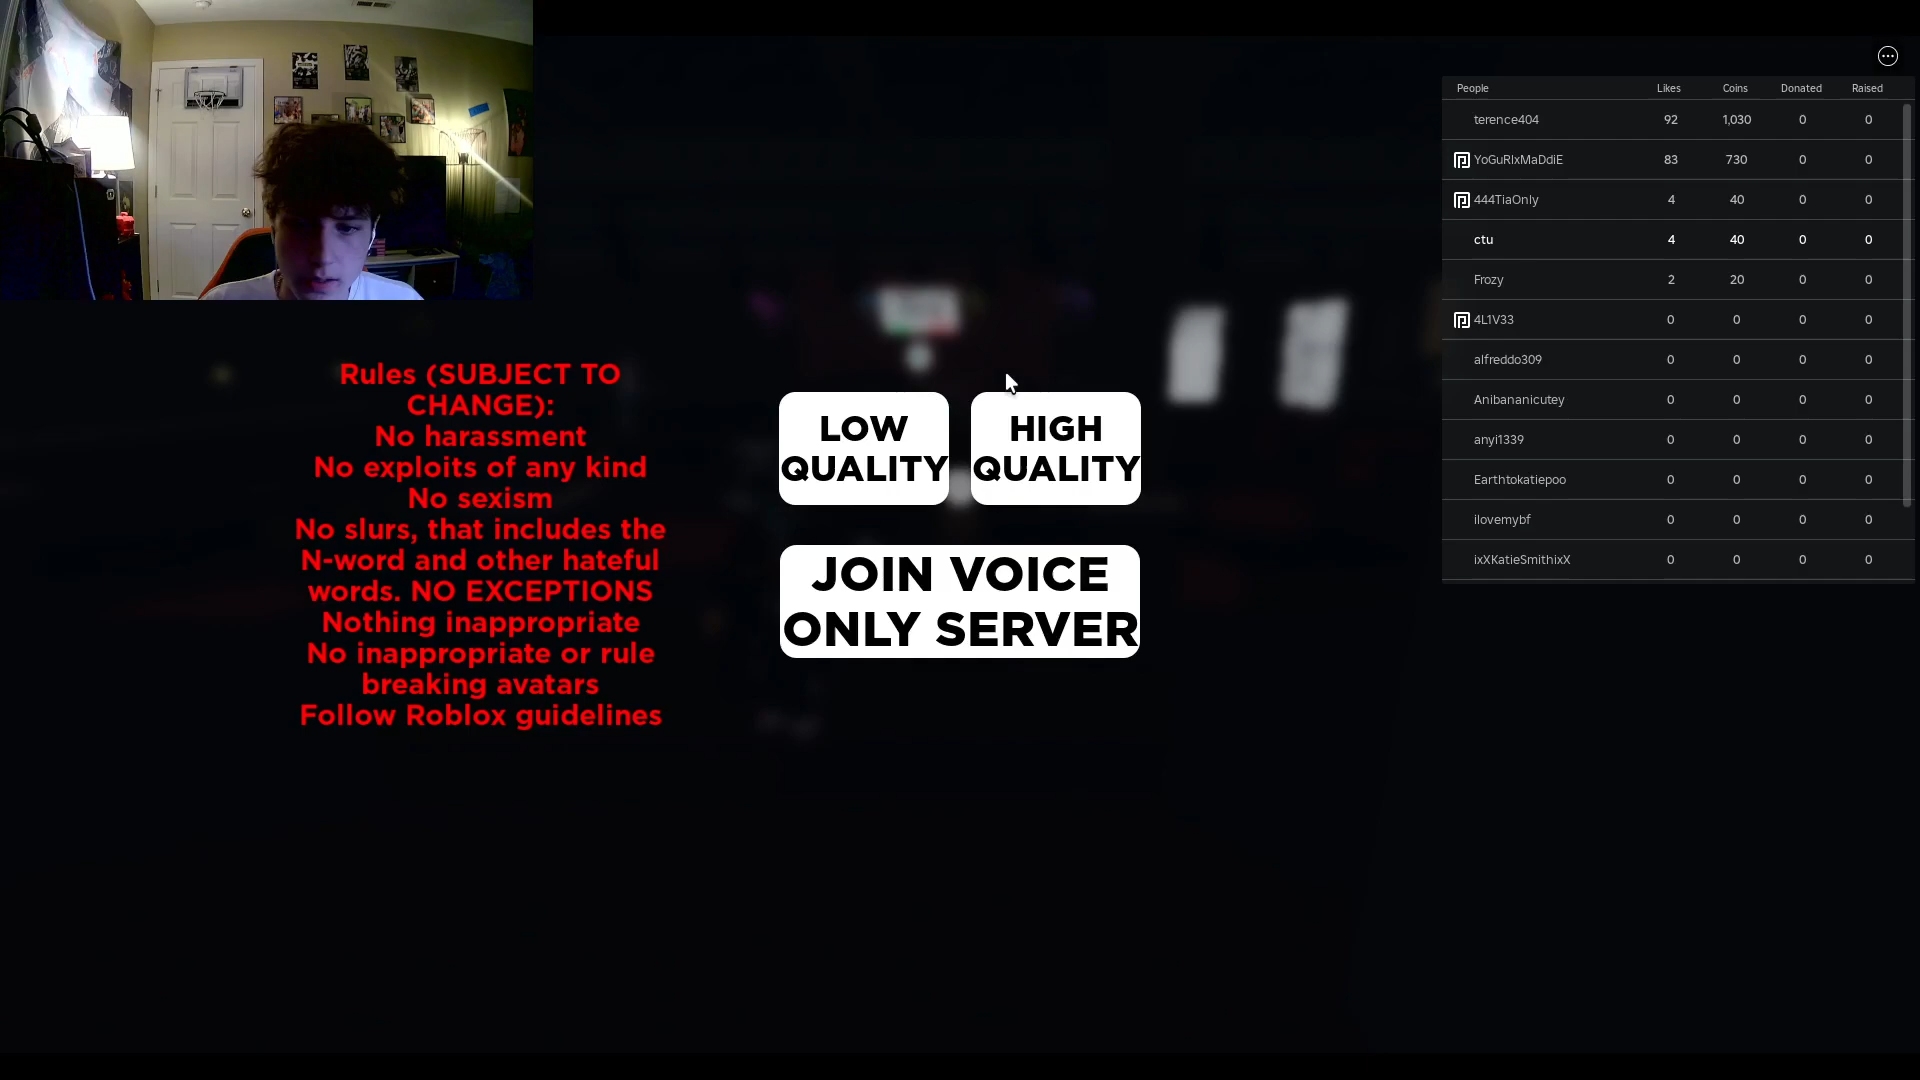 People Likes Coins Donated Raised
terence404 92 1,030 0 0
YoGuRlxMaDdiE 83 730 0 0
444TiaOnly 4 40 0 0
ctu 4 40 0 0
Frozy 2 20 0 0
4L1V33 0 0 0 0
alfreddo309 0 0 0 0
Anibananicutey 0 0 0 0
anyi1339 0 0 0 0
Earthtokatiepoo 0 0 0 0
ilovemybf 0 0 0 0
ixXKatieSmithixX 0 0 0 0
Rules (SUBJECT TO
CHANGE):
No harassment
No exploits of any kind
No sexism
No slurs, that includes the
N-word and other hateful
words. NO EXCEPTIONS
Nothing inappropriate
No inappropriate or rule
breaking avatars
Follow Roblox guidelines
LOW
QUALITY
HIGH
QUALITY
JOIN VOICE
ONLY SERVER